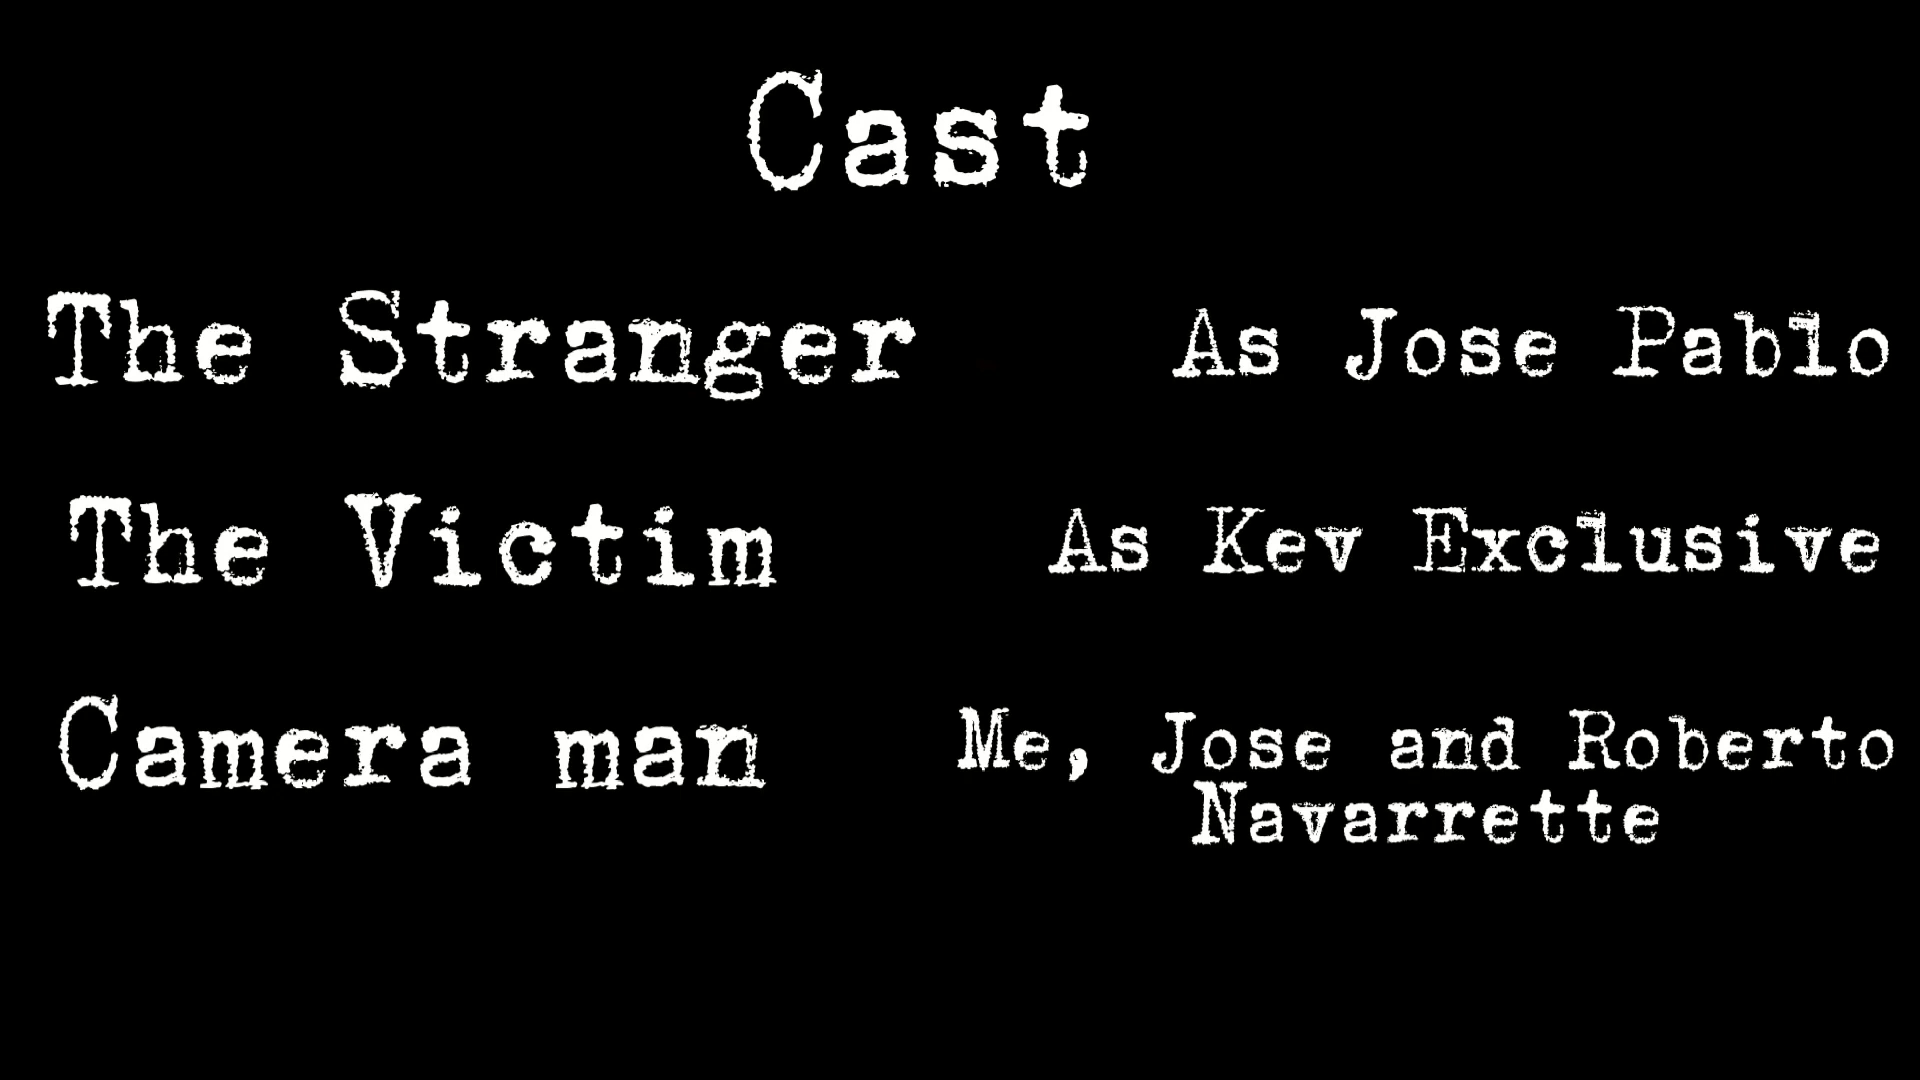 Cast
The Stranger As Jose Pablo
The Victim As Kev Exclusive
Camera man Me, Jose and Roberto
Navarrette